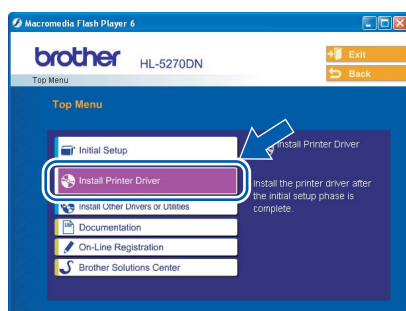 Macromedia Flash Player 6
brother HL-5270DN
Exit
Back
Top Menu
Top Menu
Initial Setup
Install Printer Driver
Install Other Drivers or Utilities
Documentation
On-Line Registration
Brother Solutions Center
Install Printer Driver
Install the printer driver after
the initial setup phase is
complete.